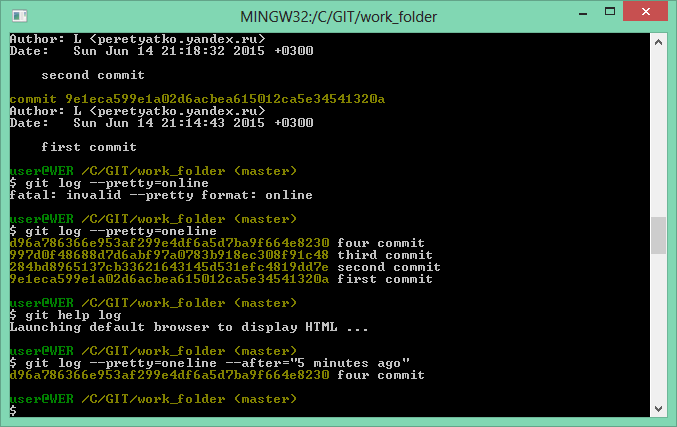 MINGW32:/C/GIT/work_folder
Author: L <peretyatko.yandex.ru>
Date:   Sun Jun 14 21:18:32 2015 +0300
    second commit
commit 9e1eca599e1a02d6acbea615012ca5e34541320a
Author: L <peretyatko.yandex.ru>
Date:   Sun Jun 14 21:14:43 2015 +0300
    first commit
user@WER /C/GIT/work_folder (master)
$ git log --pretty=online
fatal: invalid --pretty format: online
user@WER /C/GIT/work_folder (master)
$ git log --pretty=oneline
d96a786366e953af299e4df6a5d7ba9f664e8230 four commit
997d0f48688d7d6abf97a0783b918ec308f91c48 third commit
284bd8965137cb33621643145d531efc4819dd7e second commit
9e1eca599e1a02d6acbea615012ca5e34541320a first commit
user@WER /C/GIT/work_folder (master)
$ git help log
Launching default browser to display HTML ...
user@WER /C/GIT/work_folder (master)
$ git log --pretty=oneline --after="5 minutes ago"
d96a786366e953af299e4df6a5d7ba9f664e8230 four commit
user@WER /C/GIT/work_folder (master)
$